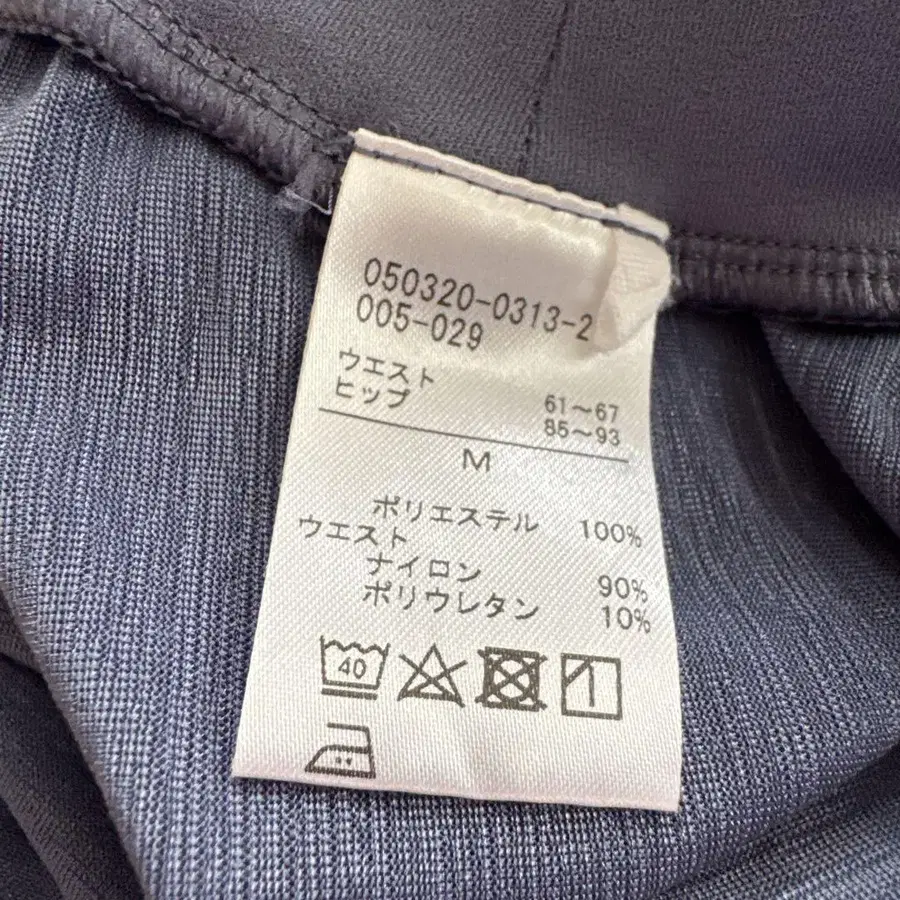 050320-0313-2
005-029
ウエスト 61～67
ヒップ 85～93
M
ポリエステル 100%
ウエスト
ナイロン 90%
ポリウレタン 10%
40